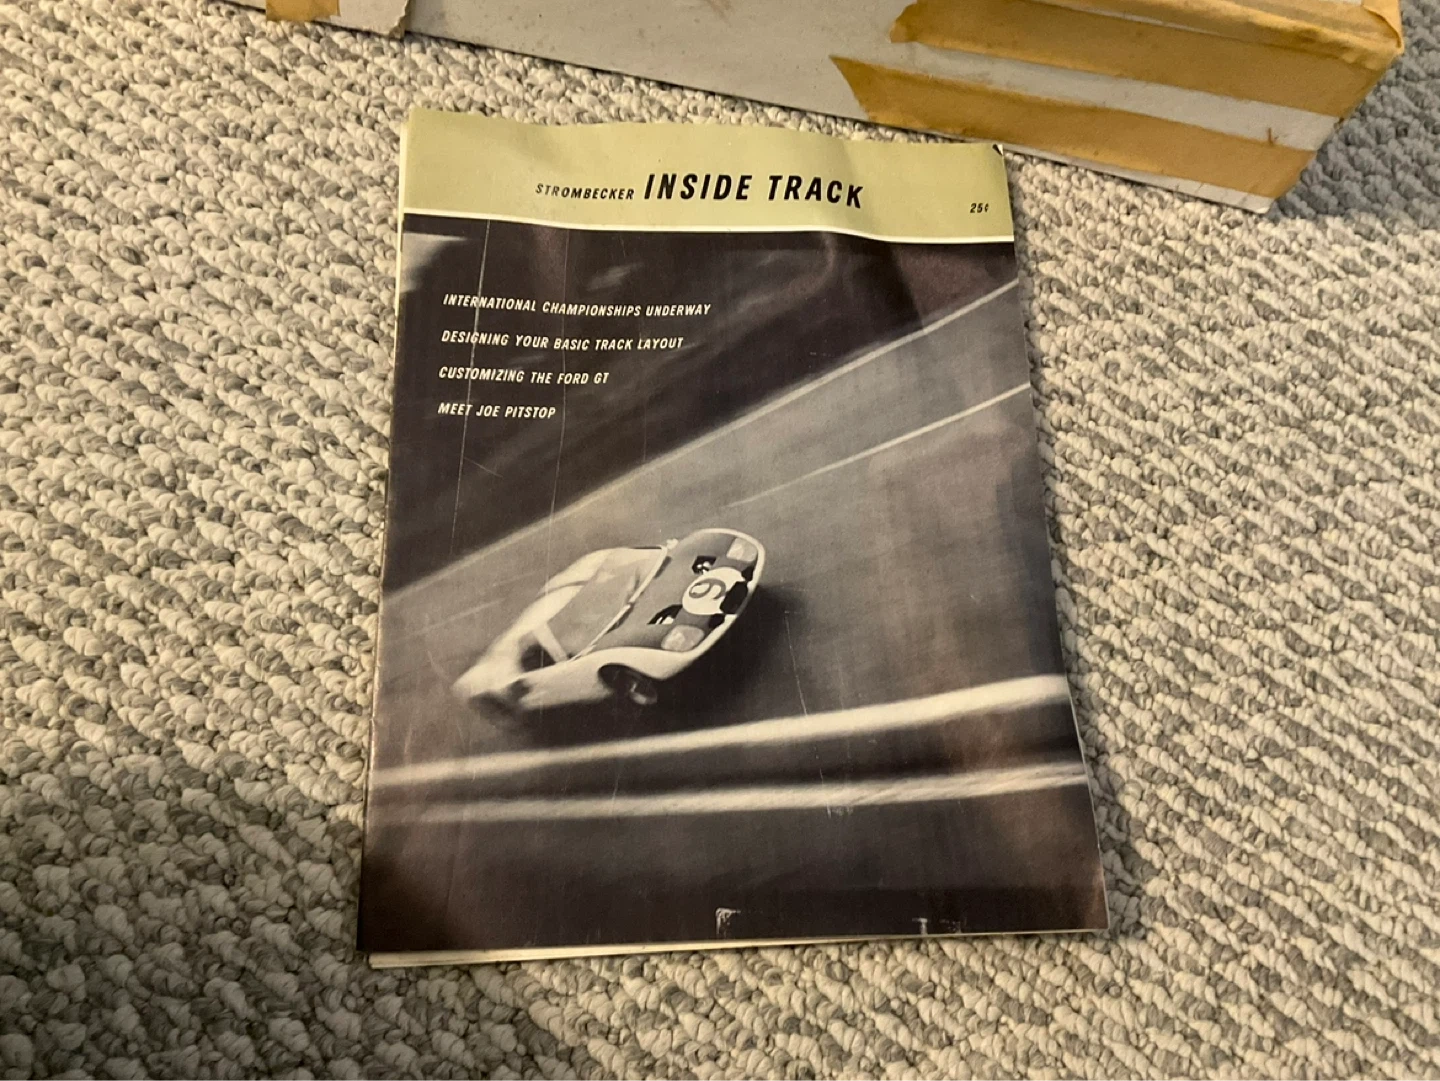 STROMBECKER INSIDE TRACK
25¢
INTERNATIONAL CHAMPIONSHIPS UNDERWAY
DESIGNING YOUR BASIC TRACK LAYOUT
CUSTOMIZING THE FORD GT
MEET JOE PITSTOP
9